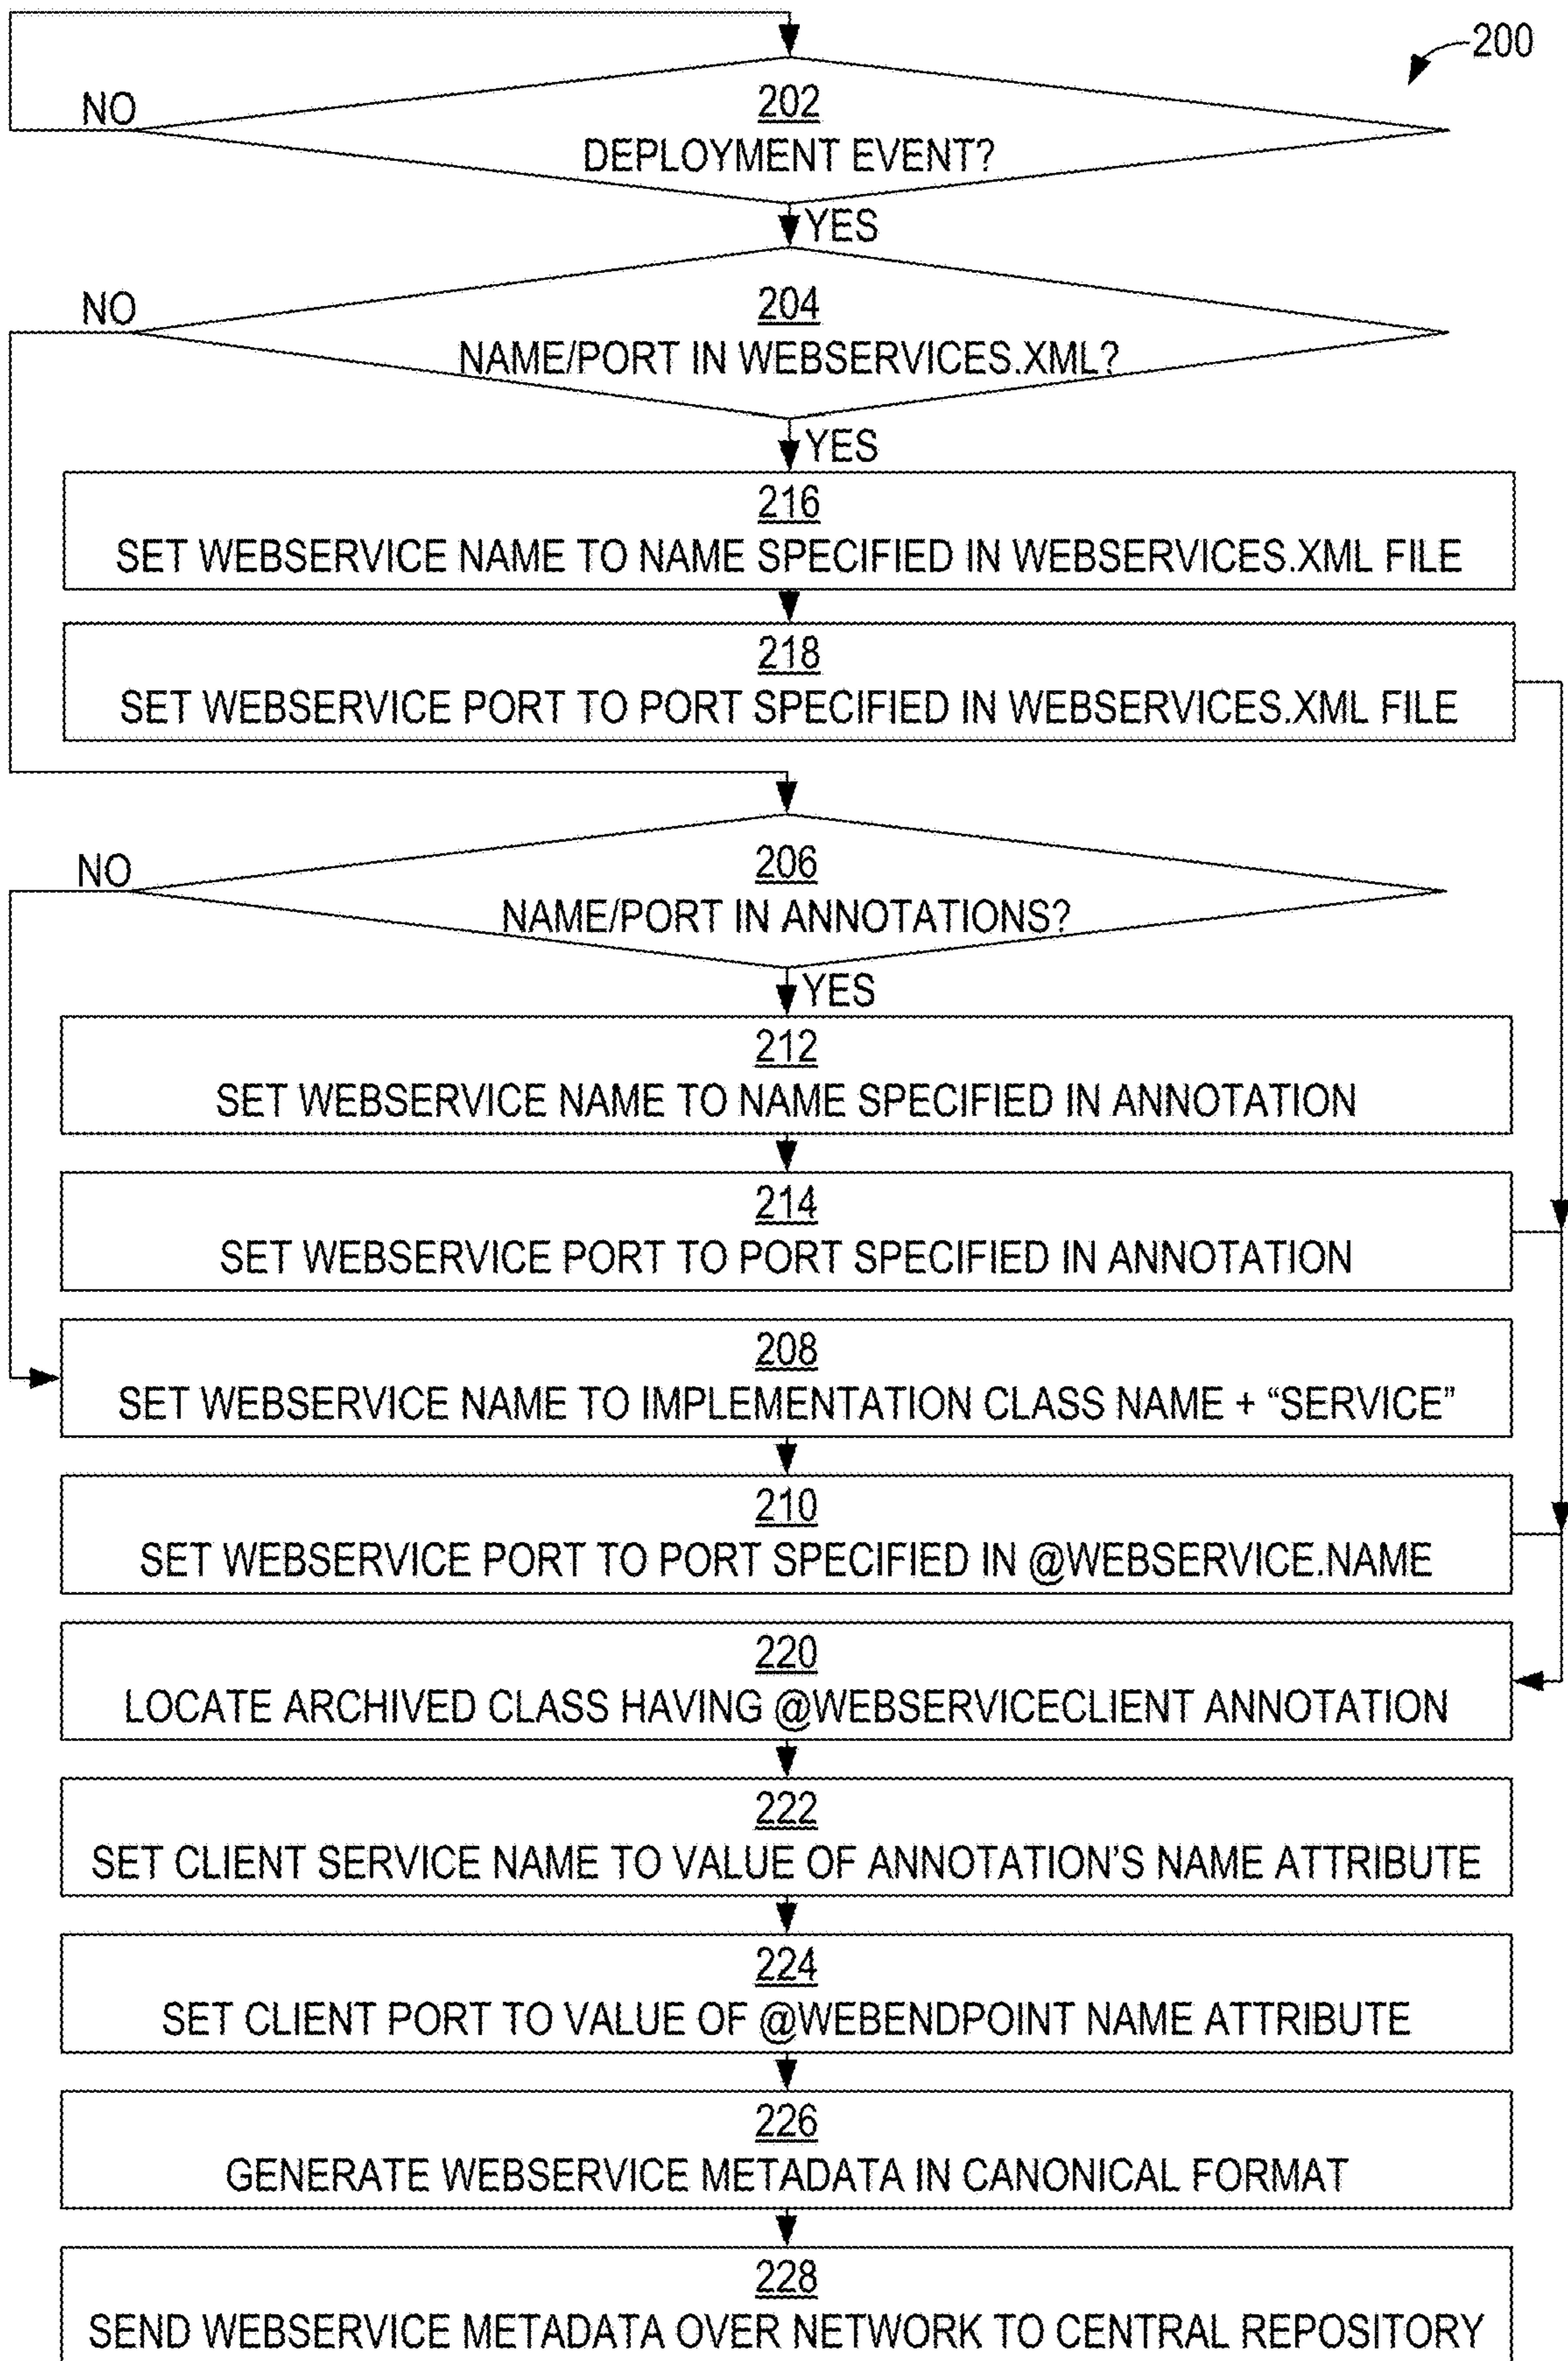 200
NO
202
DEPLOYMENT EVENT?
YES
NO
204
NAME/PORT IN WEBSERVICES.XML?
YES
216
SET WEBSERVICE NAME TO NAME SPECIFIED IN WEBSERVICES.XML FILE
218
SET WEBSERVICE PORT TO PORT SPECIFIED IN WEBSERVICES.XML FILE
NO
206
NAME/PORT IN ANNOTATIONS?
YES
212
SET WEBSERVICE NAME TO NAME SPECIFIED IN ANNOTATION
214
SET WEBSERVICE PORT TO PORT SPECIFIED IN ANNOTATION
208
SET WEBSERVICE NAME TO IMPLEMENTATION CLASS NAME + “SERVICE”
210
SET WEBSERVICE PORT TO PORT SPECIFIED IN @WEBSERVICE.NAME
220
LOCATE ARCHIVED CLASS HAVING @WEBSERVICECLIENT ANNOTATION
222
SET CLIENT SERVICE NAME TO VALUE OF ANNOTATION’S NAME ATTRIBUTE
224
SET CLIENT PORT TO VALUE OF @WEBENDPOINT NAME ATTRIBUTE
226
GENERATE WEBSERVICE METADATA IN CANONICAL FORMAT
228
SEND WEBSERVICE METADATA OVER NETWORK TO CENTRAL REPOSITORY